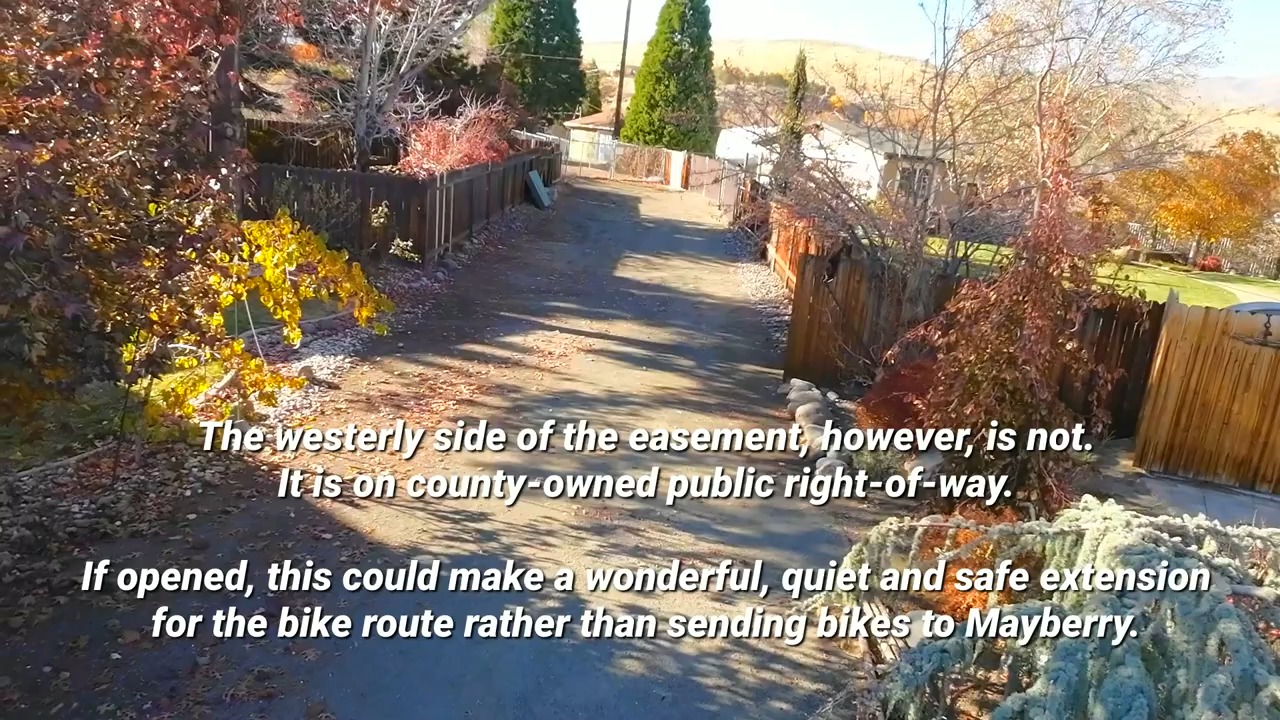 The westerly side of the easement, however, is not.
It is on county-owned public right-of-way.
If opened, this could make a wonderful, quiet and safe extension
for the bike route rather than sending bikes to Mayberry.